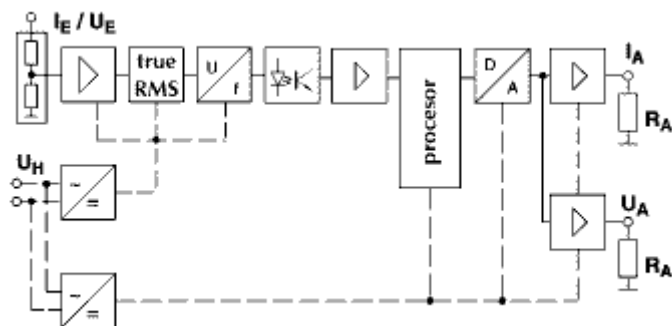 I_E / U_E
true
RMS
U
f
procesor
D
A
I_A
R_A
U_H
~
=
U_A
R_A
~
=